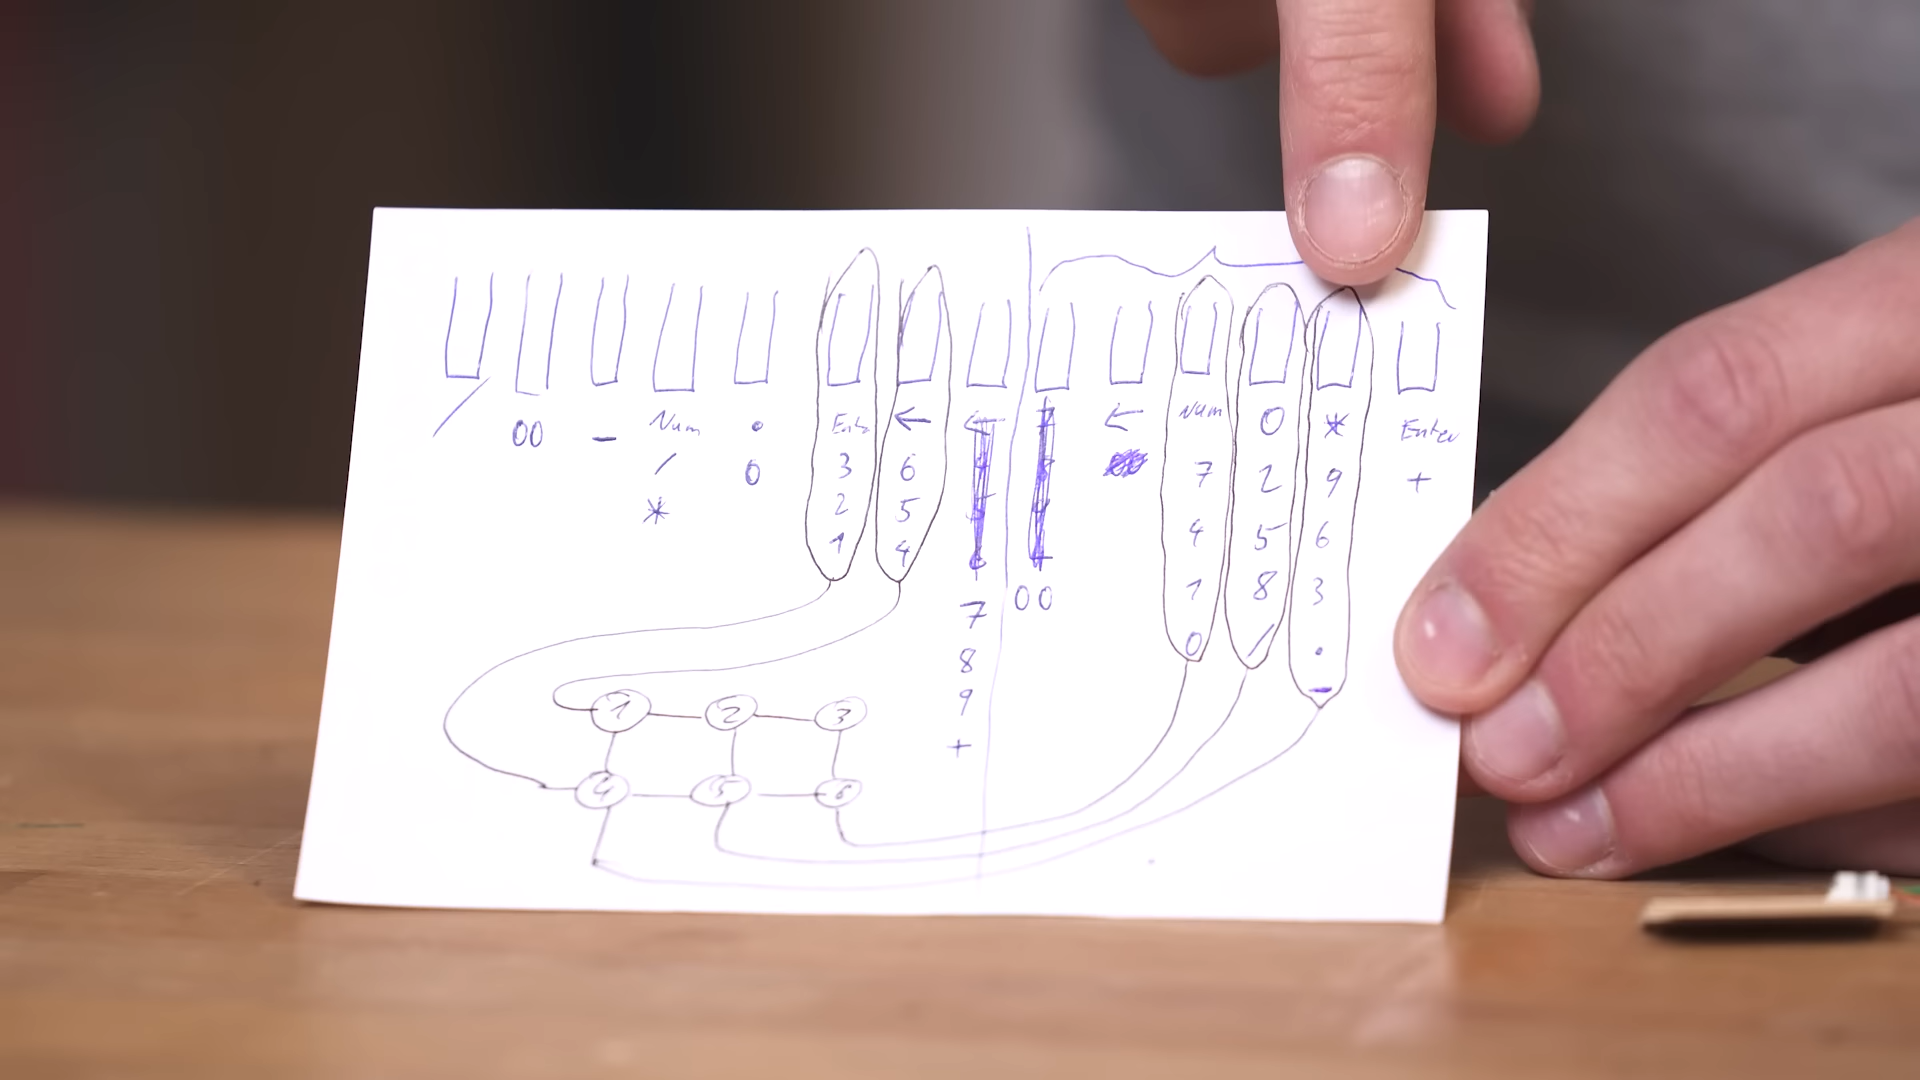 / 00 – Num • Enter ← ← ← Num 0 * Enter
/ 0 3 6 7 2 9 +
* 2 5 4 5 6
1 4 1 8 3
7 00 0 / •
8 –
9
+
1 2 3
4 5 6